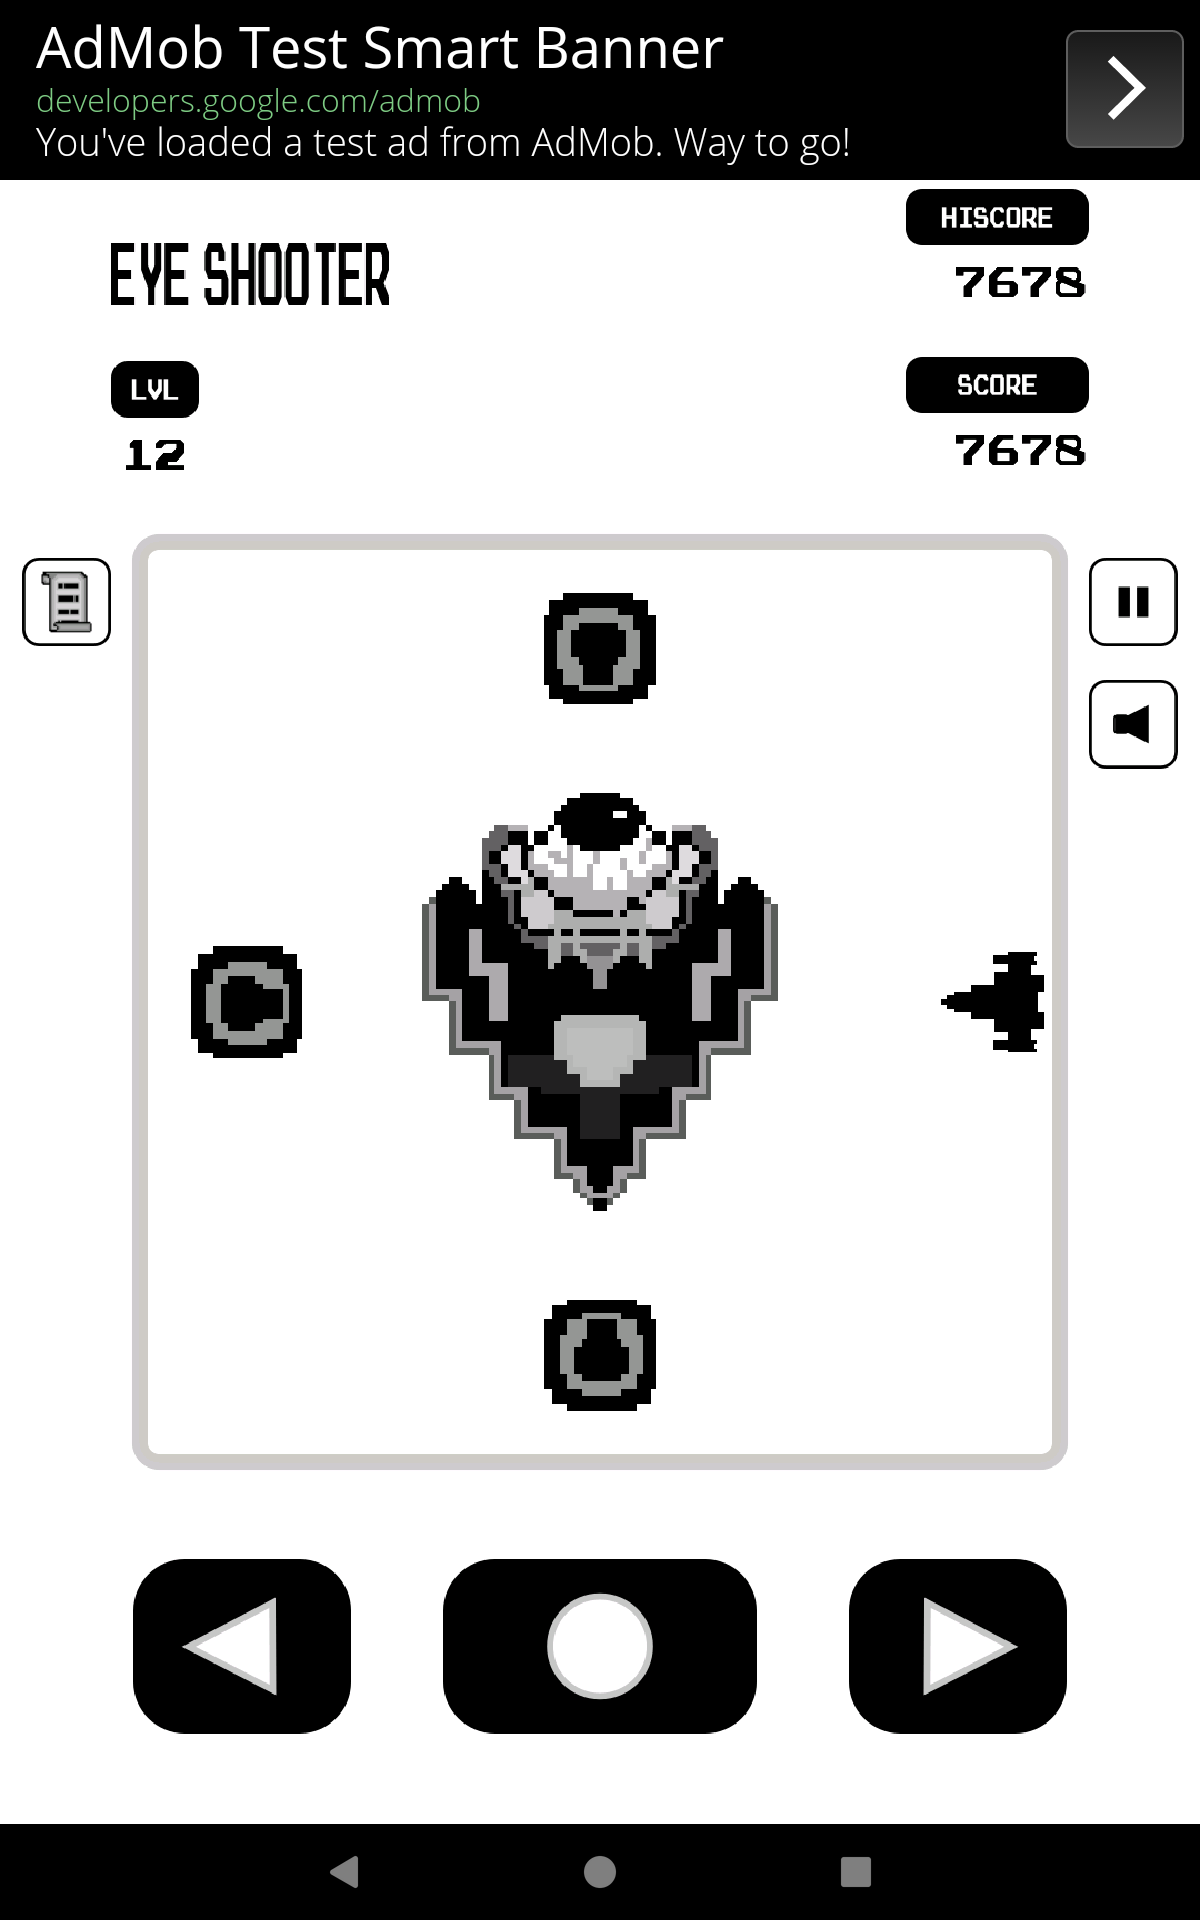 AdMob Test Smart Banner
developers.google.com/admob
You've loaded a test ad from AdMob. Way to go!
HISCORE
7678
EYE SHOOTER
LVL
12
SCORE
7678